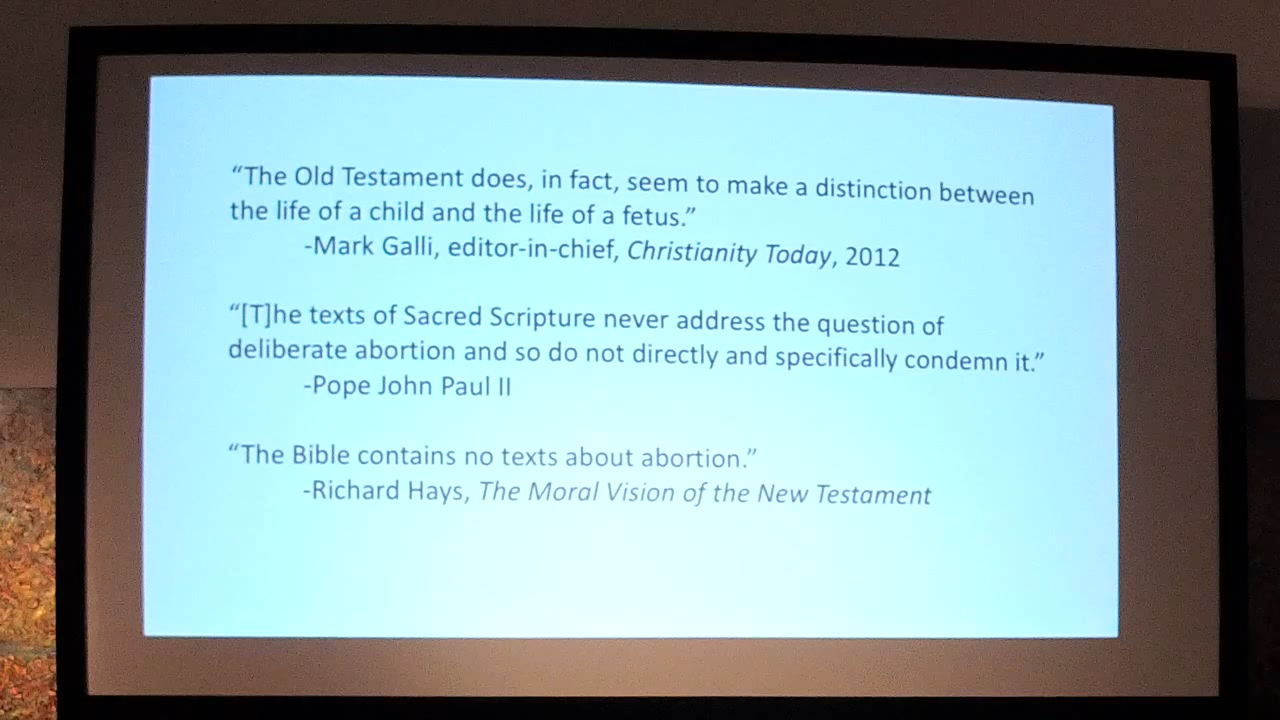 “The Old Testament does, in fact, seem to make a distinction between
the life of a child and the life of a fetus.”
-Mark Galli, editor-in-chief, Christianity Today, 2012
“[T]he texts of Sacred Scripture never address the question of
deliberate abortion and so do not directly and specifically condemn it.”
-Pope John Paul II
“The Bible contains no texts about abortion.”
-Richard Hays, The Moral Vision of the New Testament